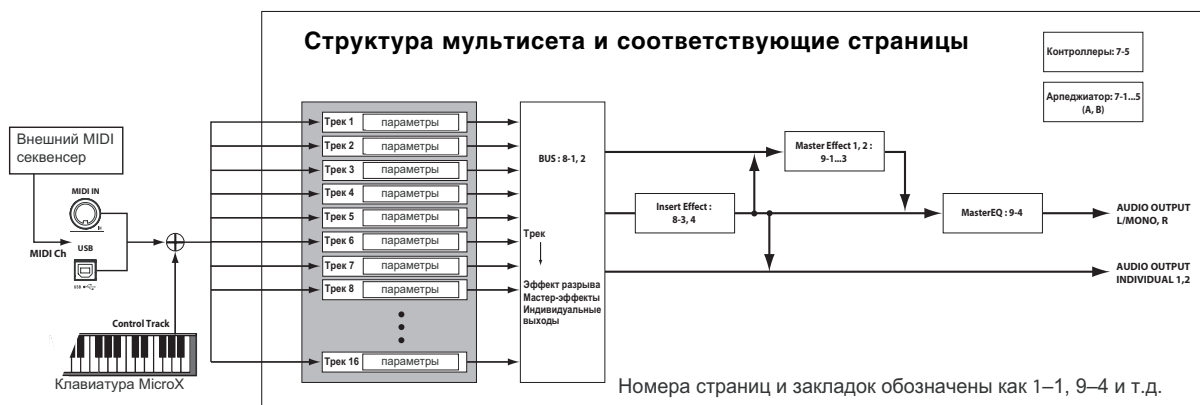 Структура мультисета и соответствующие страницы
Контроллеры: 7-5
Арпеджиатор: 7-1...5
(A, B)
Внешний MIDI
секвенсер
MIDI IN
MIDI Ch
USB
Control Track
Клавиатура MicroX
Трек 1 параметры
Трек 2 параметры
Трек 3 параметры
Трек 4 параметры
Трек 5 параметры
Трек 6 параметры
Трек 7 параметры
Трек 8 параметры
Трек 16 параметры
BUS : 8-1, 2
Трек
Эффект разрыва
Мастер-эффекты
Индивидуальные
выходы
Master Effect 1, 2 :
9-1...3
Insert Effect :
8-3, 4
MasterEQ : 9-4
AUDIO OUTPUT
L/MONO, R
AUDIO OUTPUT
INDIVIDUAL 1,2
Номера страниц и закладок обозначены как 1–1, 9–4 и т.д.